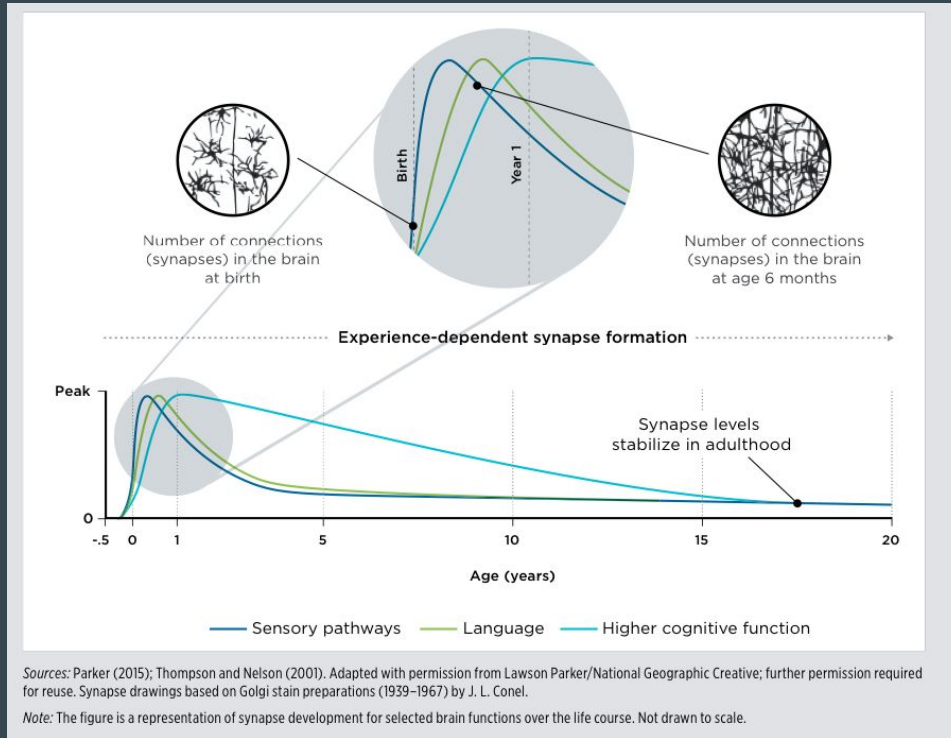 Birth
Year 1
Number of connections
(synapses) in the brain
at birth
Number of connections
(synapses) in the brain
at age 6 months
Experience-dependent synapse formation
Peak
Synapse levels
stabilize in adulthood
0
-.5 0 1 5 10 15 20
Age (years)
Sensory pathways Language Higher cognitive function
Sources: Parker (2015); Thompson and Nelson (2001). Adapted with permission from Lawson Parker/National Geographic Creative; further permission required
for reuse. Synapse drawings based on Golgi stain preparations (1939–1967) by J. L. Conel.
Note: The figure is a representation of synapse development for selected brain functions over the life course. Not drawn to scale.